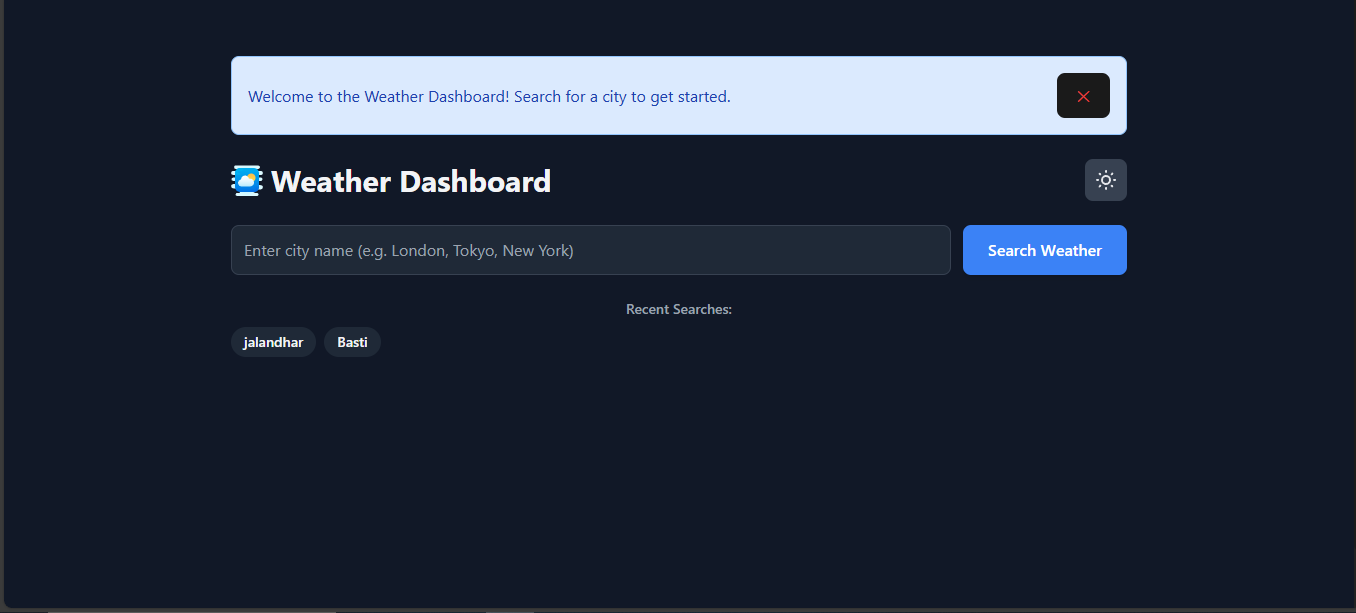 Welcome to the Weather Dashboard! Search for a city to get started.
Weather Dashboard
Enter city name (e.g. London, Tokyo, New York)
Search Weather
Recent Searches:
jalandhar
Basti